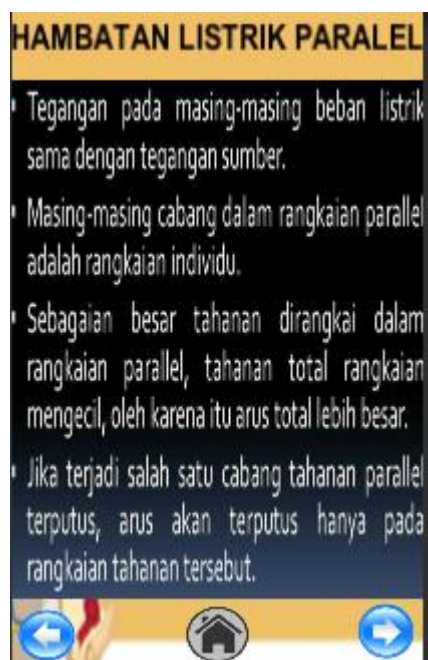 HAMBATAN LISTRIK PARALEL
• Tegangan pada masing-masing beban listrik
sama dengan tegangan sumber.
• Masing-masing cabang dalam rangkaian parallel
adalah rangkaian individu.
• Sebagaian besar tahanan dirangkai dalam
rangkaian parallel, tahanan total rangkaian
mengecil, oleh karena itu arus total lebih besar.
• Jika terjadi salah satu cabang tahanan parallel
terputus, arus akan terputus hanya pada
rangkaian tahanan tersebut.